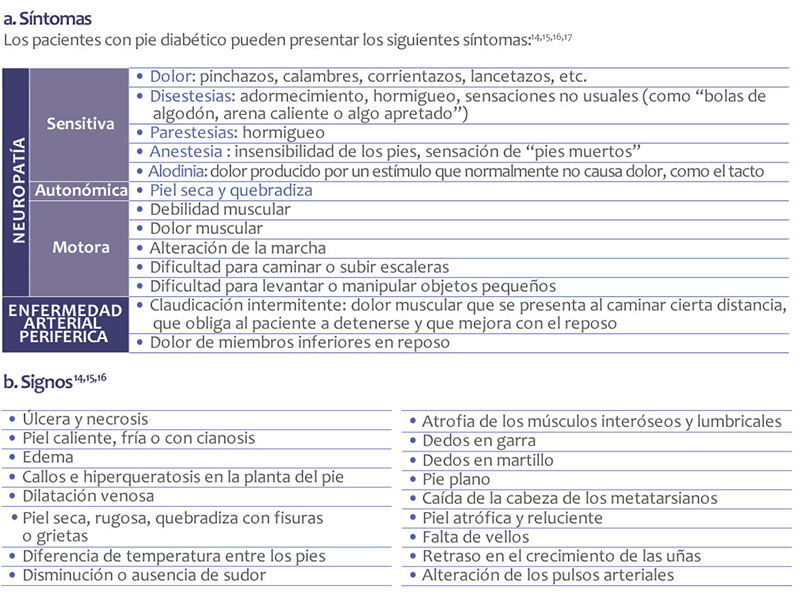 a. Síntomas
Los pacientes con pie diabético pueden presentar los siguientes síntomas:14,15,16,17
NEUROPATÍA
Sensitiva
• Dolor: pinchazos, calambres, corrientazos, lancetazos, etc.
• Disestesias: adormecimiento, hormigueo, sensaciones no usuales (como “bolas de
algodón, arena caliente o algo apretado”)
• Parestesias: hormigueo
• Anestesia : insensibilidad de los pies, sensación de “pies muertos”
• Alodinia: dolor producido por un estímulo que normalmente no causa dolor, como el tacto
Autonómica
• Piel seca y quebradiza
Motora
• Debilidad muscular
• Dolor muscular
• Alteración de la marcha
• Dificultad para caminar o subir escaleras
• Dificultad para levantar o manipular objetos pequeños
ENFERMEDAD
ARTERIAL
PERIFERICA
• Claudicación intermitente: dolor muscular que se presenta al caminar cierta distancia,
que obliga al paciente a detenerse y que mejora con el reposo
• Dolor de miembros inferiores en reposo
b. Signos14,15,16
• Úlcera y necrosis
• Piel caliente, fría o con cianosis
• Edema
• Callos e hiperqueratosis en la planta del pie
• Dilatación venosa
• Piel seca, rugosa, quebradiza con fisuras
o grietas
• Diferencia de temperatura entre los pies
• Disminución o ausencia de sudor
• Atrofia de los músculos interóseos y lumbricales
• Dedos en garra
• Dedos en martillo
• Pie plano
• Caída de la cabeza de los metatarsianos
• Piel atrófica y reluciente
• Falta de vellos
• Retraso en el crecimiento de las uñas
• Alteración de los pulsos arteriales